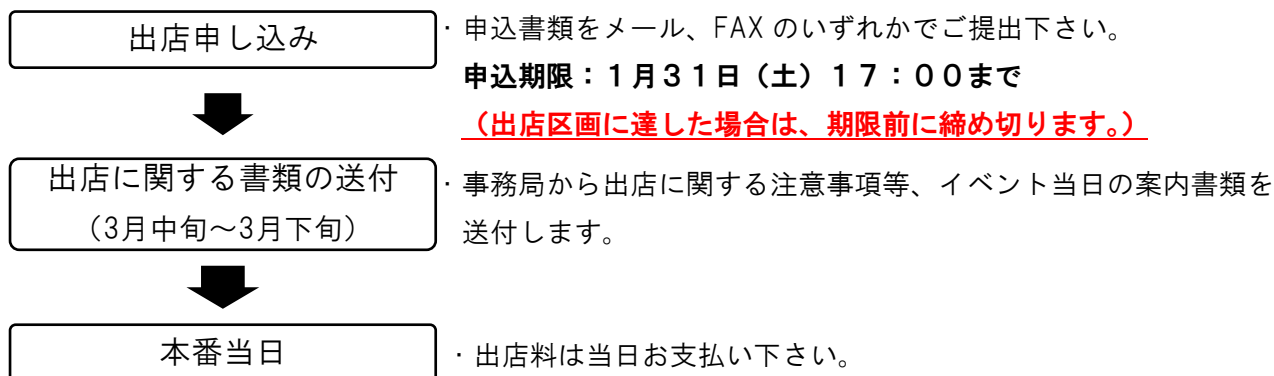 出店申し込み
・申込書類をメール、FAX のいずれかでご提出下さい。
申込期限：１月３１日（土）１７：００まで
（出店区画に達した場合は、期限前に締め切ります。）
出店に関する書類の送付
（3月中旬～3月下旬）
・事務局から出店に関する注意事項等、イベント当日の案内書類を
送付します。
本番当日
・出店料は当日お支払い下さい。